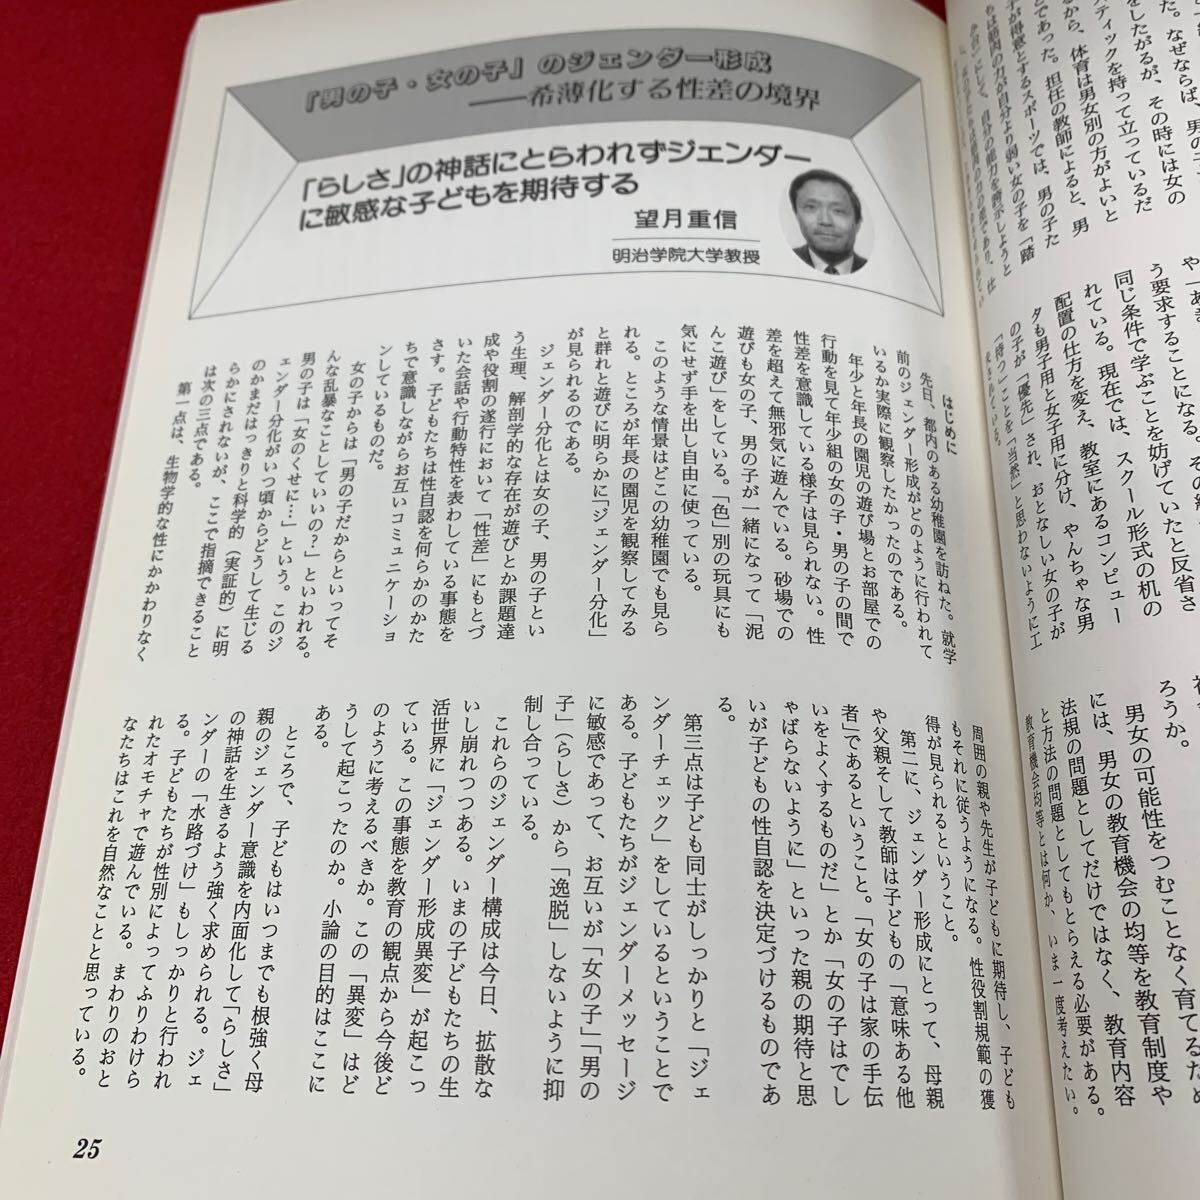 ティックを持って立っているだ
をしたがるが、その時には女の
た。なぜならば、男の子
るから、体育は男女別の方がよいと
とであった。担任の教師によると、男
子が得意とするスポーツでは、男の子た
もは筋肉の力が自分より弱い女の子を「踏
う要求することになる。その
同じ条件で学ぶことを妨げていたと反省さ
れている。現在では、スクール形式の机の
配置の仕方を変え、教室にあるコンピュー
タも男子用と女子用に分け、やんちゃな男
の子が「優先」され、おとなしい女の子が
「待つ」ことを「当然」と思わないように工
夫されている。
ろうか。
男女の可能性をつむことなく育てるため
には、男女の教育機会の均等を教育制度や
法規の問題としてだけではなく、教育内容
と方法の問題としてもとらえる必要がある。
教育機会均等とは何か、いま一度考えたい。
「男の子・女の子」のジェンダー形成
――希薄化する性差の境界
「らしさ」の神話にとらわれずジェンダー
に敏感な子どもを期待する
望月重信
明治学院大学教授
はじめに
先日、都内のある幼稚園を訪ねた。就学
前のジェンダー形成がどのように行われて
いるか実際に観察したかったのである。
年少と年長の園児の遊び場とお部屋での
行動を見て年少組の女の子・男の子の間で
性差を意識している様子は見られない。性
差を超えて無邪気に遊んでいる。砂場での
遊びも女の子、男の子が一緒になって「泥
んこ遊び」をしている。「色」別の玩具にも
気にせず手を出し自由に使っている。
このような情景はどこの幼稚園でも見ら
れる。ところが年長の園児を観察してみる
と群れと遊びに明らかに「ジェンダー分化」
が見られるのである。
ジェンダー分化とは女の子、男の子とい
う生理、解剖学的な存在が遊びとか課題達
成や役割の遂行において「性差」にもとづ
いた会話や行動特性を表わしている事態を
さす。子どもたちは性自認を何らかのかた
ちで意識しながらお互いコミュニケーショ
ンしているものだ。
女の子からは「男の子だからといってそ
んな乱暴なことしていいの？」といわれる。
男の子は「女のくせに…」という。このジ
ェンダー分化がいつ頃からどうして生じる
のかまだはっきりと科学的（実証的）に明
らかにされないが、ここで指摘できること
は次の三点である。
第一点は、生物学的な性にかかわりなく
周囲の親や先生が子どもに期待し、子ども
もそれに従うようになる。性役割規範の獲
得が見られるということ。
第二に、ジェンダー形成にとって、母親
や父親そして教師は子どもの「意味ある他
者」であるということ。「女の子は家の手伝
いをよくするものだ」とか「女の子はでし
ゃばらないように」といった親の期待と思
いが子どもの性自認を決定づけるものであ
る。
第三点は子ども同士がしっかりと「ジェ
ンダーチェック」をしているということで
ある。子どもたちがジェンダーメッセージ
に敏感であって、お互いが「女の子」「男の
子」（らしさ）から「逸脱」しないように抑
制し合っている。
これらのジェンダー構成は今日、拡散な
いし崩れつつある。いまの子どもたちの生
活世界に「ジェンダー形成異変」が起こっ
ている。この事態を教育の観点から今後ど
のように考えるべきか。この「異変」はど
うして起こったのか。小論の目的はここに
ある。
ところで、子どもはいつまでも根強く母
親のジェンダー意識を内面化して「らしさ」
の神話を生きるよう強く求められる。ジェ
ンダーの「水路づけ」もしっかりと行われ
る。子どもたちが性別によってふりわけら
れたオモチャで遊んでいる。まわりのおと
なたちはこれを自然なことと思っている。
25